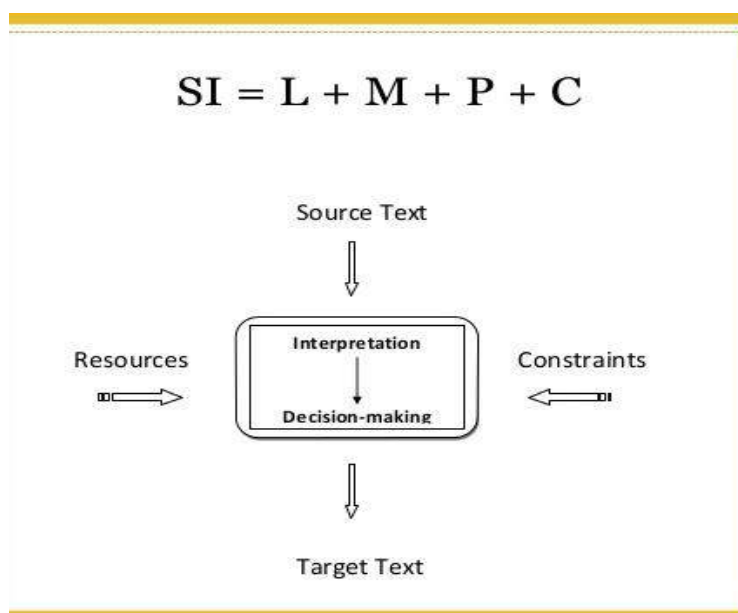 SI = L + M + P + C
Source Text
Interpretation
Resources
Constraints
Decision-making
Target Text